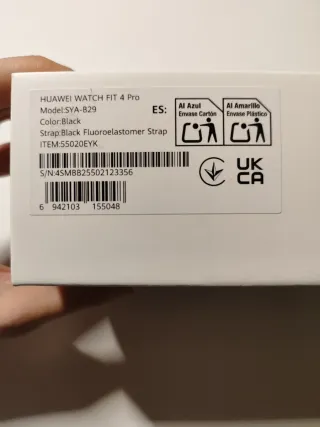 HUAWEI WATCH FIT 4 Pro
Model:SYA-B29
Color:Black
Strap:Black Fluoroelastomer Strap
ITEM:55020EYK
S/N:4SMBB25502123356
6 942103 155048
ES:
Al Azul
Envase Cartón
Al Amarillo
Envase Plástico
UK
CA